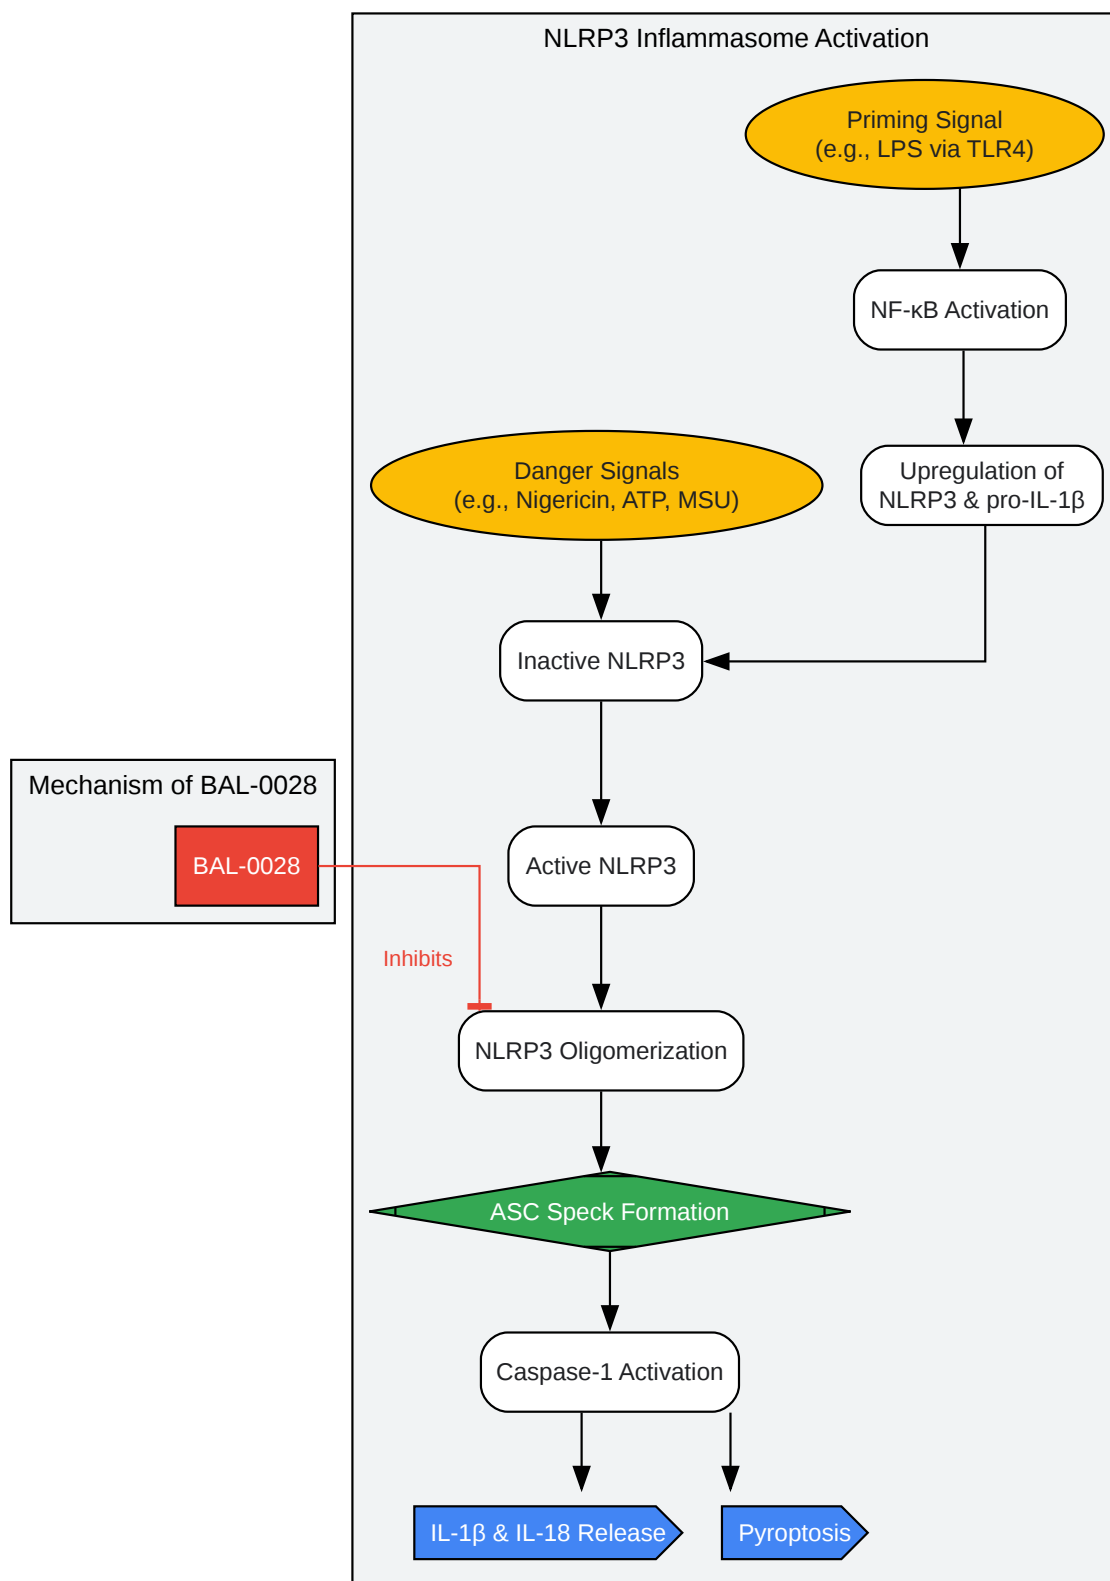 NLRP3 Inflammasome Activation
Priming Signal
(e.g., LPS via TLR4)
NF-κB Activation
Danger Signals
(e.g., Nigericin, ATP, MSU)
Upregulation of
NLRP3 & pro-IL-1β
Inactive NLRP3
Mechanism of BAL-0028
BAL-0028
Active NLRP3
Inhibits
NLRP3 Oligomerization
ASC Speck Formation
Caspase-1 Activation
IL-1β & IL-18 Release
Pyroptosis